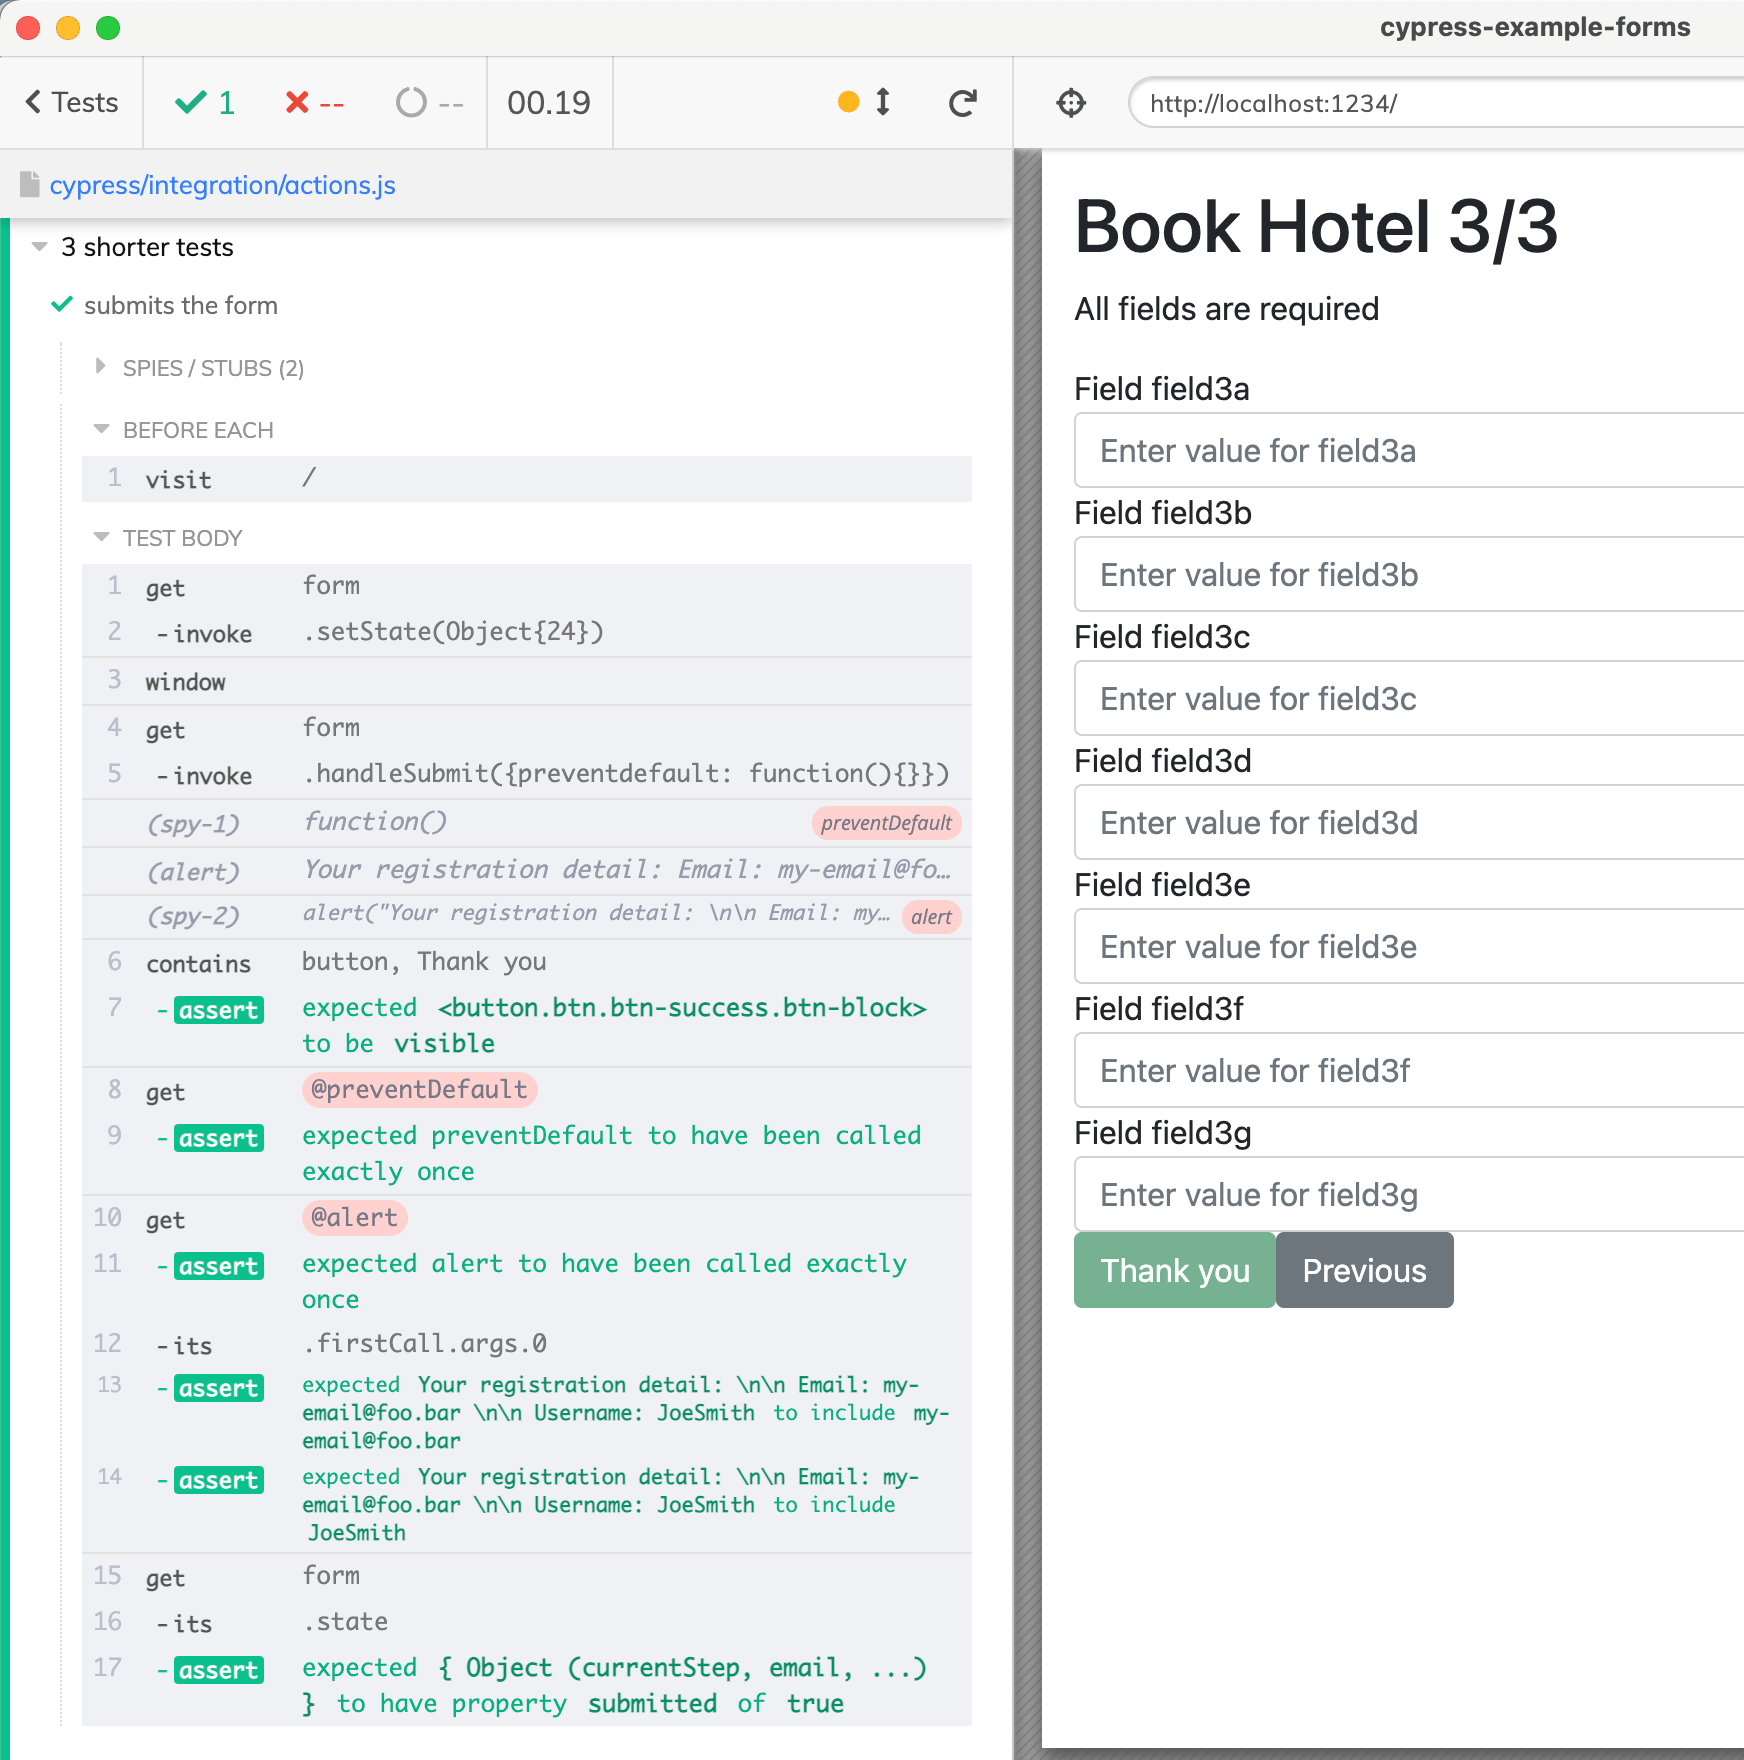 cypress-example-forms
Tests
1
--
--
00.19
http://localhost:1234/
cypress/integration/actions.js
3 shorter tests
submits the form
SPIES / STUBS (2)
BEFORE EACH
1 visit /
TEST BODY
1 get form
2 -invoke .setState(Object{24})
3 window
4 get form
5 -invoke .handleSubmit({preventdefault: function(){}})
(spy-1) function() preventDefault
(alert) Your registration detail: Email: my-email@fo…
(spy-2) alert("Your registration detail: \n\n Email: my… alert
6 contains button, Thank you
7 -assert expected <button.btn.btn-success.btn-block>
to be visible
8 get @preventDefault
9 -assert expected preventDefault to have been called
exactly once
10 get @alert
11 -assert expected alert to have been called exactly
once
12 -its .firstCall.args.0
13 -assert expected Your registration detail: \n\n Email: my-
email@foo.bar \n\n Username: JoeSmith to include my-
email@foo.bar
14 -assert expected Your registration detail: \n\n Email: my-
email@foo.bar \n\n Username: JoeSmith to include
JoeSmith
15 get form
16 -its .state
17 -assert expected { Object (currentStep, email, ...)
} to have property submitted of true
Book Hotel 3/3
All fields are required
Field field3a
Enter value for field3a
Field field3b
Enter value for field3b
Field field3c
Enter value for field3c
Field field3d
Enter value for field3d
Field field3e
Enter value for field3e
Field field3f
Enter value for field3f
Field field3g
Enter value for field3g
Thank you Previous